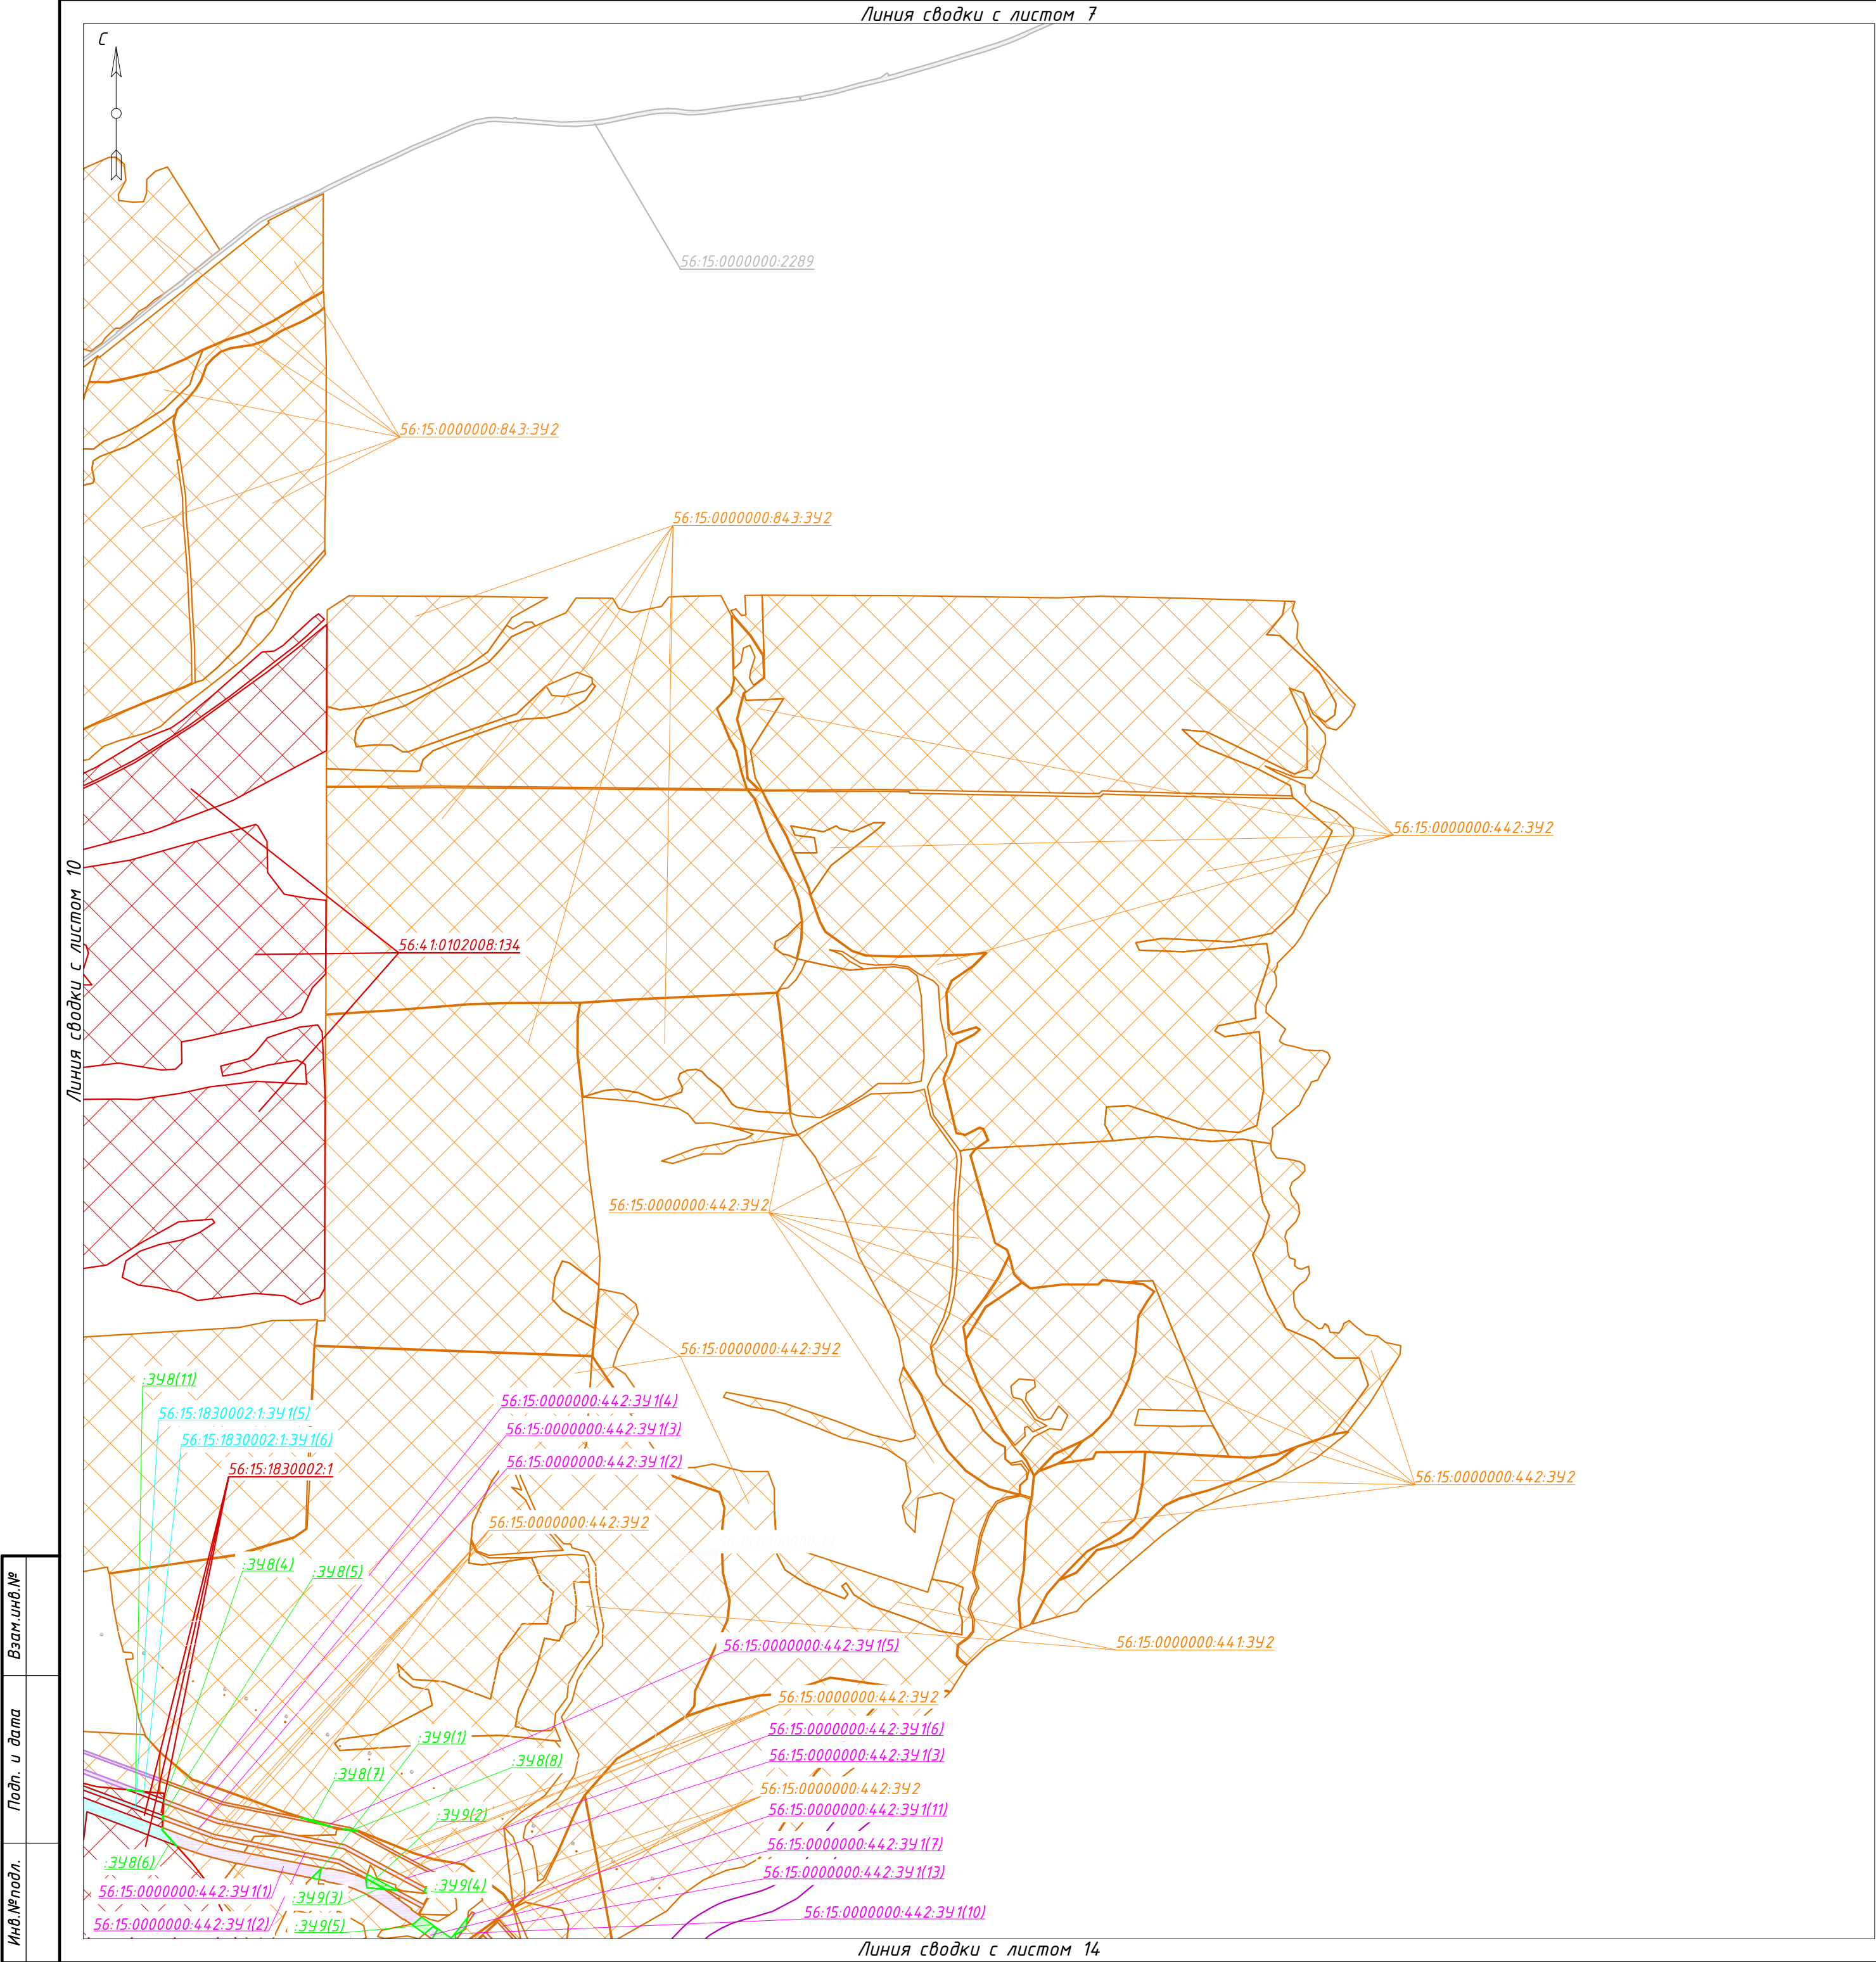 Линия сводки с листом 7
С
56:15:0000000:2289
56:15:0000000:843:ЗУ2
56:15:0000000:843:ЗУ2
56:15:0000000:442:ЗУ2
Линия сводки с листом 10
56:41:0102008:134
56:15:0000000:442:ЗУ2
56:15:0000000:442:ЗУ2
:ЗУ8(11)
56:15:0000000:442:ЗУ1(4)
56:15:1830002:1:ЗУ1(5)
56:15:0000000:442:ЗУ1(3)
56:15:1830002:1:ЗУ1(6)
56:15:0000000:442:ЗУ1(2)
56:15:1830002:1
56:15:0000000:442:ЗУ2
56:15:0000000:442:ЗУ2
:ЗУ8(4)
:ЗУ8(5)
Взам.инв.№
56:15:0000000:441:ЗУ2
56:15:0000000:442:ЗУ1(5)
56:15:0000000:442:ЗУ2
56:15:0000000:442:ЗУ1(6)
:ЗУ9(1)
56:15:0000000:442:ЗУ1(3)
:ЗУ8(8)
:ЗУ8(7)
Подп. и дата
56:15:0000000:442:ЗУ2
56:15:0000000:442:ЗУ1(11)
:ЗУ9(2)
56:15:0000000:442:ЗУ1(7)
:ЗУ8(6)
56:15:0000000:442:ЗУ1(13)
:ЗУ9(4)
56:15:0000000:442:ЗУ1(1)
:ЗУ9(3)
56:15:0000000:442:ЗУ1(10)
56:15:0000000:442:ЗУ1(2)
:ЗУ9(5)
Инв.№подл.
Линия сводки с листом 14